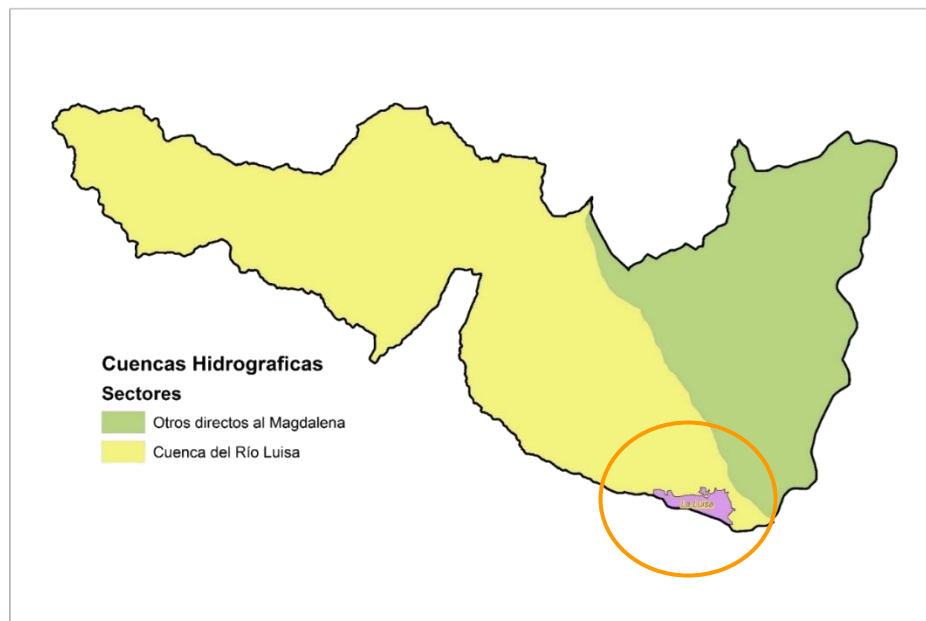 Cuencas Hidrograficas
Sectores
Otros directos al Magdalena
Cuenca del Río Luisa
La Luisa